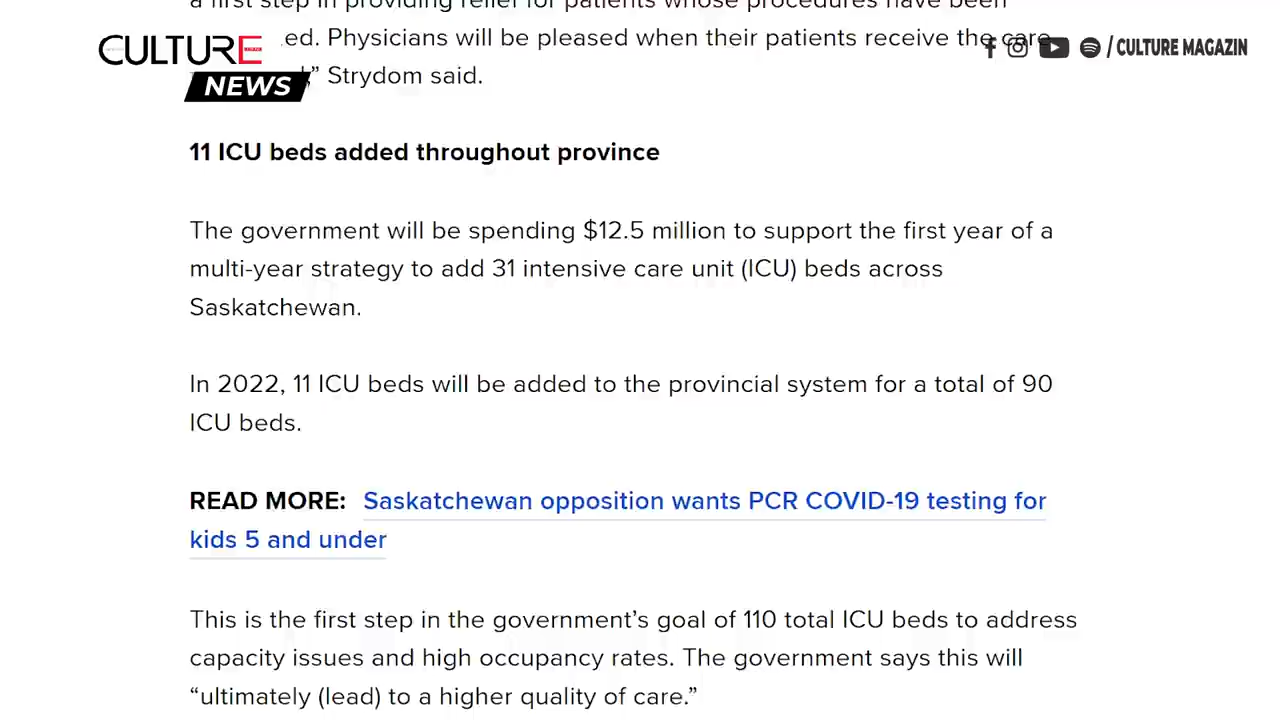 a first step in providing relief for patients whose procedures have been
CULTURE
NEWS
/ CULTURE MAGAZIN
ed. Physicians will be pleased when their patients receive the care
” Strydom said.
11 ICU beds added throughout province
The government will be spending $12.5 million to support the first year of a
multi-year strategy to add 31 intensive care unit (ICU) beds across
Saskatchewan.
In 2022, 11 ICU beds will be added to the provincial system for a total of 90
ICU beds.
READ MORE: Saskatchewan opposition wants PCR COVID-19 testing for
kids 5 and under
This is the first step in the government’s goal of 110 total ICU beds to address
capacity issues and high occupancy rates. The government says this will
“ultimately (lead) to a higher quality of care.”